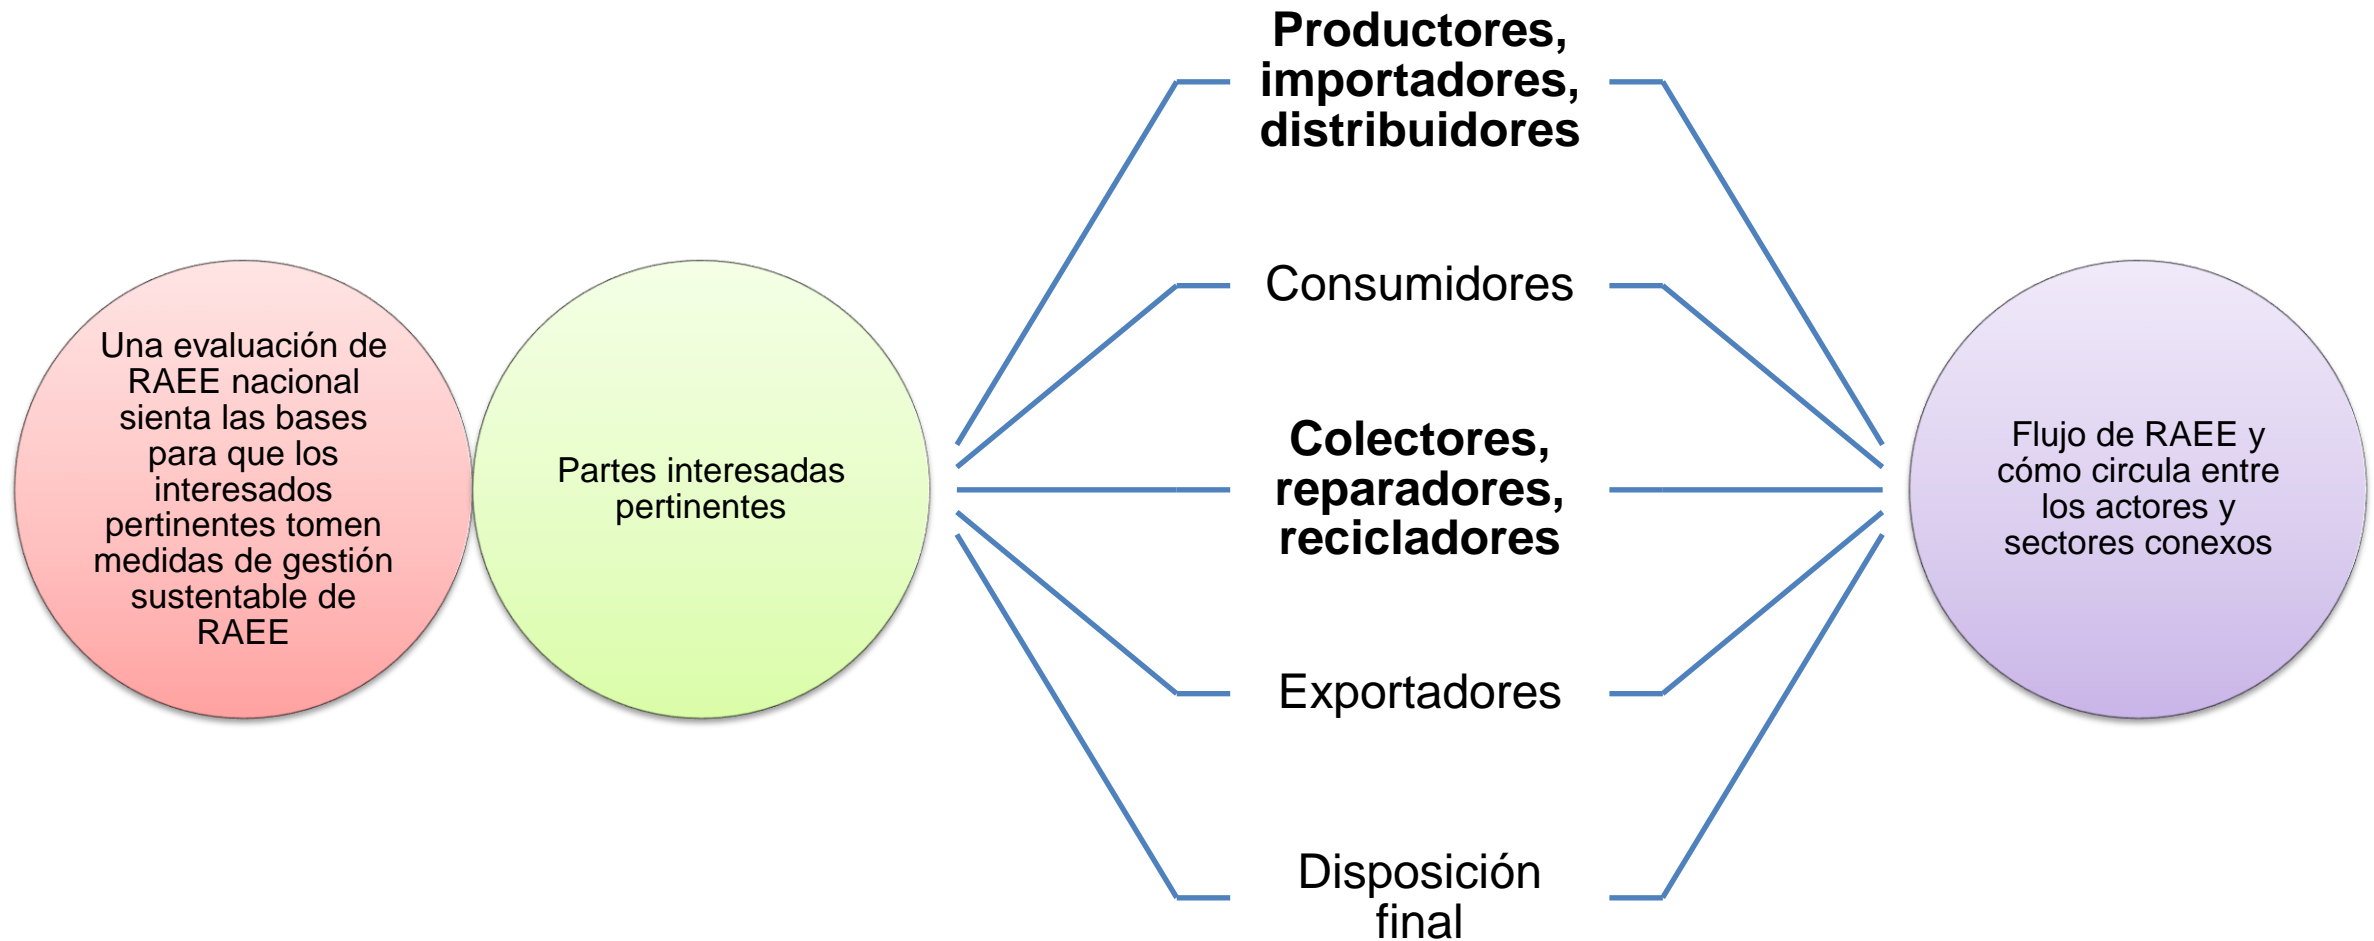 Una evaluación de
RAEE nacional
sienta las bases
para que los
interesados
pertinentes tomen
medidas de gestión
sustentable de
RAEE
Partes interesadas
pertinentes
Productores,
importadores,
distribuidores
Consumidores
Colectores,
reparadores,
recicladores
Exportadores
Disposición
final
Flujo de RAEE y
cómo circula entre
los actores y
sectores conexos